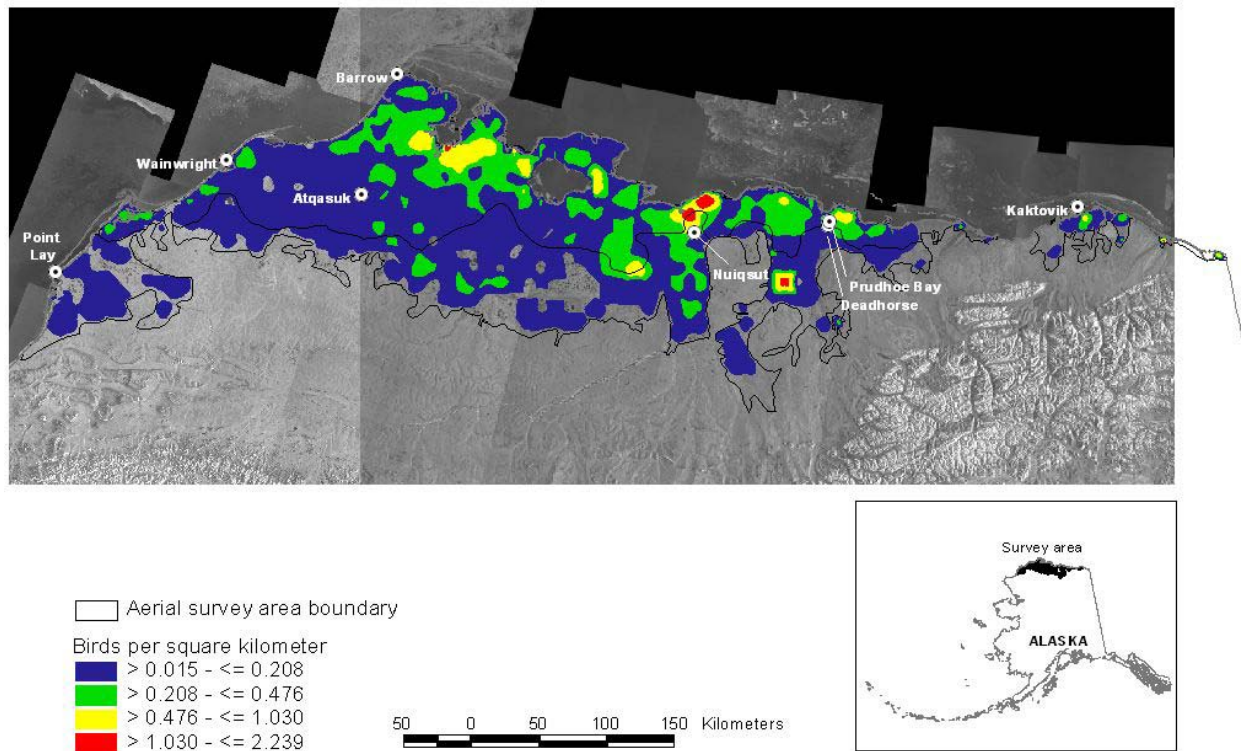 Barrow
Wainwright
Atqasuk
Point
Lay
Nuiqsut
Prudhoe Bay
Deadhorse
Kaktovik
Aerial survey area boundary
Birds per square kilometer
> 0.015 - <= 0.208
> 0.208 - <= 0.476
> 0.476 - <= 1.030
> 1.030 - <= 2.239
50 0 50 100 150 Kilometers
Survey area
ALASKA